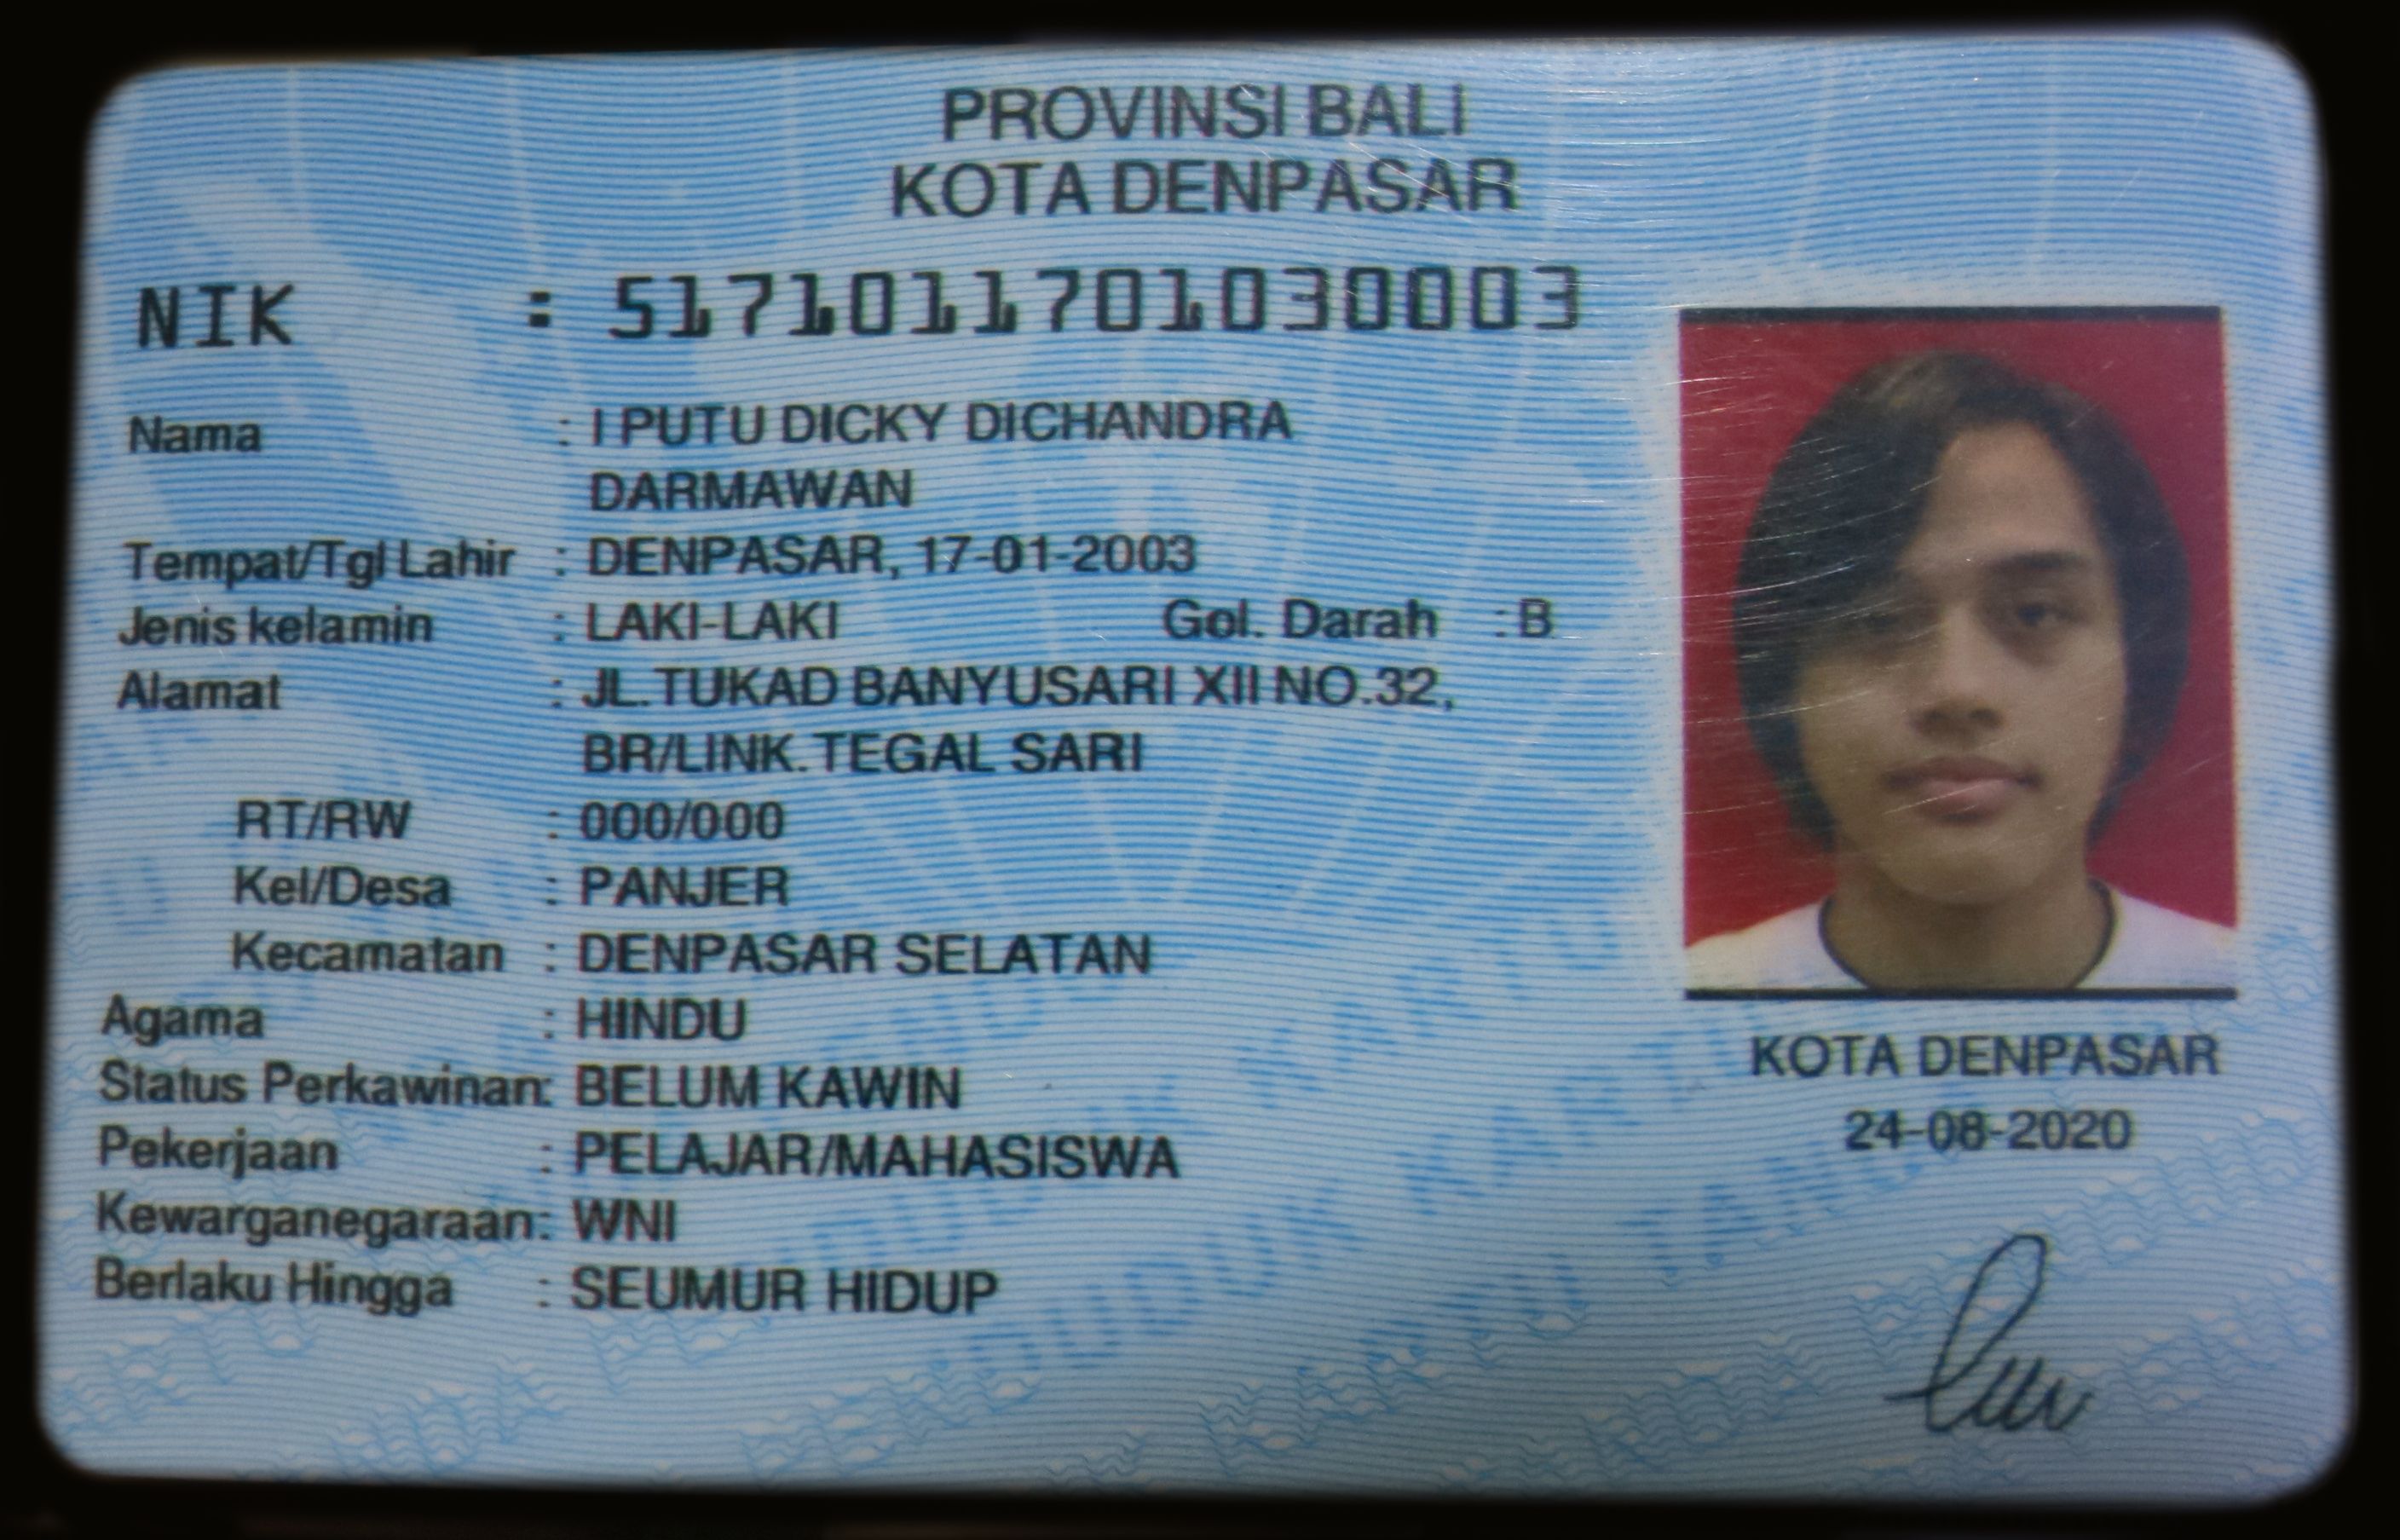 PROVINSI BALI
KOTA DENPASAR
NIK : 5171011701030003
Nama : I PUTU DICKY DICHANDRA
DARMAWAN
Tempat/Tgl Lahir : DENPASAR, 17-01-2003
Jenis kelamin : LAKI-LAKI Gol. Darah : B
Alamat : JL.TUKAD BANYUSARI XII NO.32,
BR/LINK. TEGAL SARI
RT/RW : 000/000
Kel/Desa : PANJER
Kecamatan : DENPASAR SELATAN
Agama : HINDU
Status Perkawinan: BELUM KAWIN
Pekerjaan : PELAJAR/MAHASISWA
Kewarganegaraan: WNI
Berlaku Hingga : SEUMUR HIDUP
KOTA DENPASAR
24-08-2020